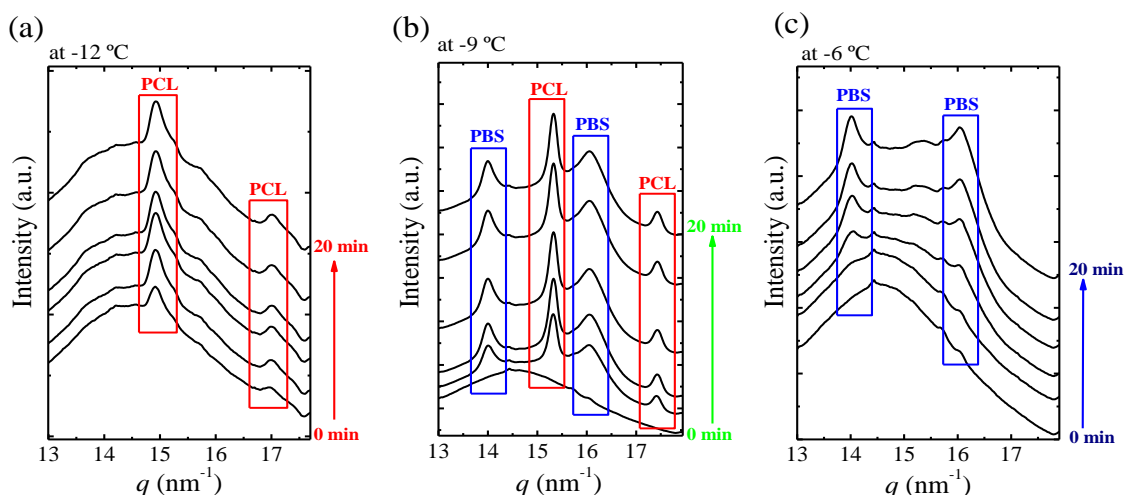 (a)
at -12 ºC
PCL
PCL
20 min
0 min
Intensity (a.u.)
13 14 15 16 17
q (nm⁻¹)
(b)
at -9 ºC
PBS
PCL
PBS
PCL
20 min
0 min
Intensity (a.u.)
13 14 15 16 17
q (nm⁻¹)
(c)
at -6 ºC
PBS
PBS
20 min
0 min
Intensity (a.u.)
13 14 15 16 17
q (nm⁻¹)